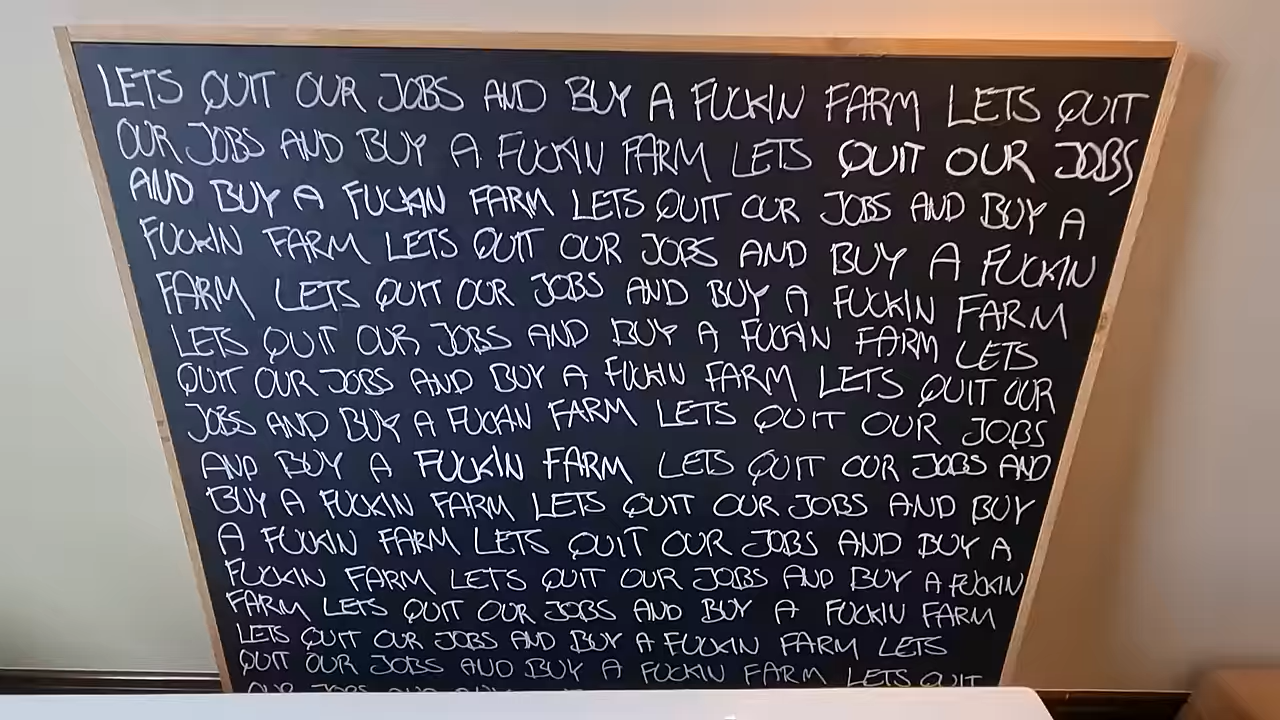 LETS QUIT OUR JOBS AND BUY A FUCKIN FARM LETS QUIT
OUR JOBS AND BUY A FUCKIN FARM LETS QUIT OUR JOBS
AND BUY A FUCKIN FARM LETS QUIT OUR JOBS AND BUY A
FUCKIN FARM LETS QUIT OUR JOBS AND BUY A FUCKIN
FARM LETS QUIT OUR JOBS AND BUY A FUCKIN FARM
LETS QUIT OUR JOBS AND BUY A FUCKIN FARM LETS
QUIT OUR JOBS AND BUY A FUCKIN FARM LETS QUIT OUR
JOBS AND BUY A FUCKIN FARM LETS QUIT OUR JOBS
AND BUY A FUCKIN FARM LETS QUIT OUR JOBS AND
BUY A FUCKIN FARM LETS QUIT OUR JOBS AND BUY
A FUCKIN FARM LETS QUIT OUR JOBS AND BUY A
FUCKIN FARM LETS QUIT OUR JOBS AND BUY A FUCKIN
FARM LETS QUIT OUR JOBS AND BUY A FUCKIN FARM
LETS QUIT OUR JOBS AND BUY A FUCKIN FARM LETS
QUIT OUR JOBS AND BUY A FUCKIN FARM LETS QUIT
OUR JOBS AND BUY